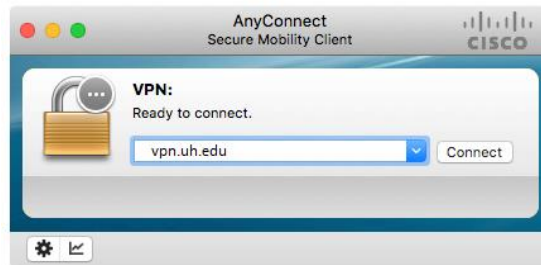 AnyConnect
Secure Mobility Client
CISCO
VPN:
Ready to connect.
vpn.uh.edu
Connect